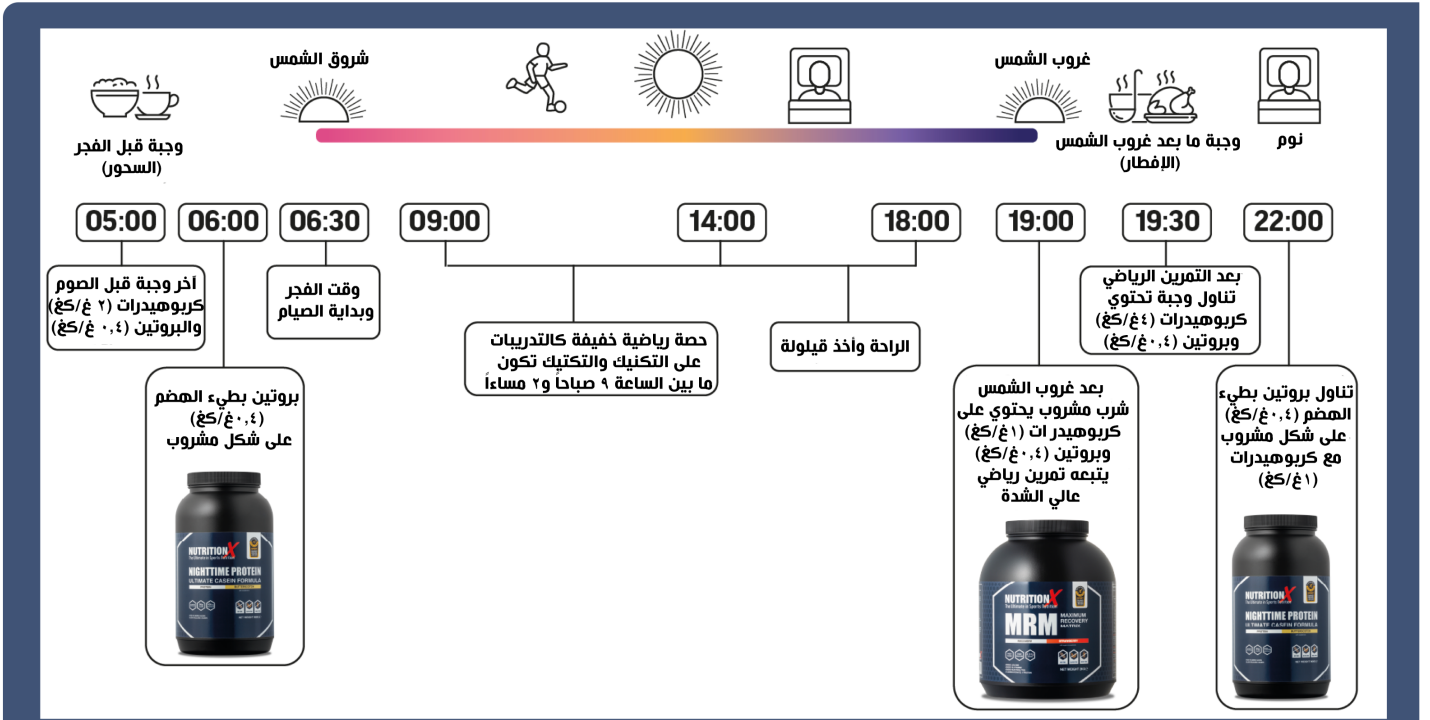 شروق الشمس
غروب الشمس
وجبة قبل الفجر
(السحور)
وجبة ما بعد غروب الشمس
(الإفطار)
نوم
05:00
06:00
06:30
09:00
14:00
18:00
19:00
19:30
22:00
آخر وجبة قبل الصوم
كربوهيدرات (٢ غ/كغ)
والبروتين (٠,٤ غ/كغ)
بروتين بطيء الهضم
(٠,٤غ/كغ)
على شكل مشروب
وقت الفجر
وبداية الصيام
حصة رياضية خفيفة كالتدريبات
على التكنيك والتكتيك تكون
ما بين الساعة ٩ صباحاً و٢ مساءاً
الراحة وأخذ قيلولة
بعد غروب الشمس
شرب مشروب يحتوي على
كربوهيدر ات (١غ/كغ)
وبروتين (٠,٤غ/كغ)
يتبعه تمرين رياضي
عالي الشدة
بعد التمرين الرياضي
تناول وجبة تحتوي
كربوهيدرات (٤غ/كغ)
وبروتين (٠,٤غ/كغ)
تناول بروتين بطيء
الهضم (٠,٤غ/كغ)
على شكل مشروب
مع كربوهيدرات
(١غ/كغ)
NUTRITION X
NIGHTTIME PROTEIN
ULTIMATE CASEIN FORMULA
NUTRITION X
MRM
MAXIMUM
RECOVERY
MATRIX
NUTRITION X
NIGHTTIME PROTEIN
ULTIMATE CASEIN FORMULA